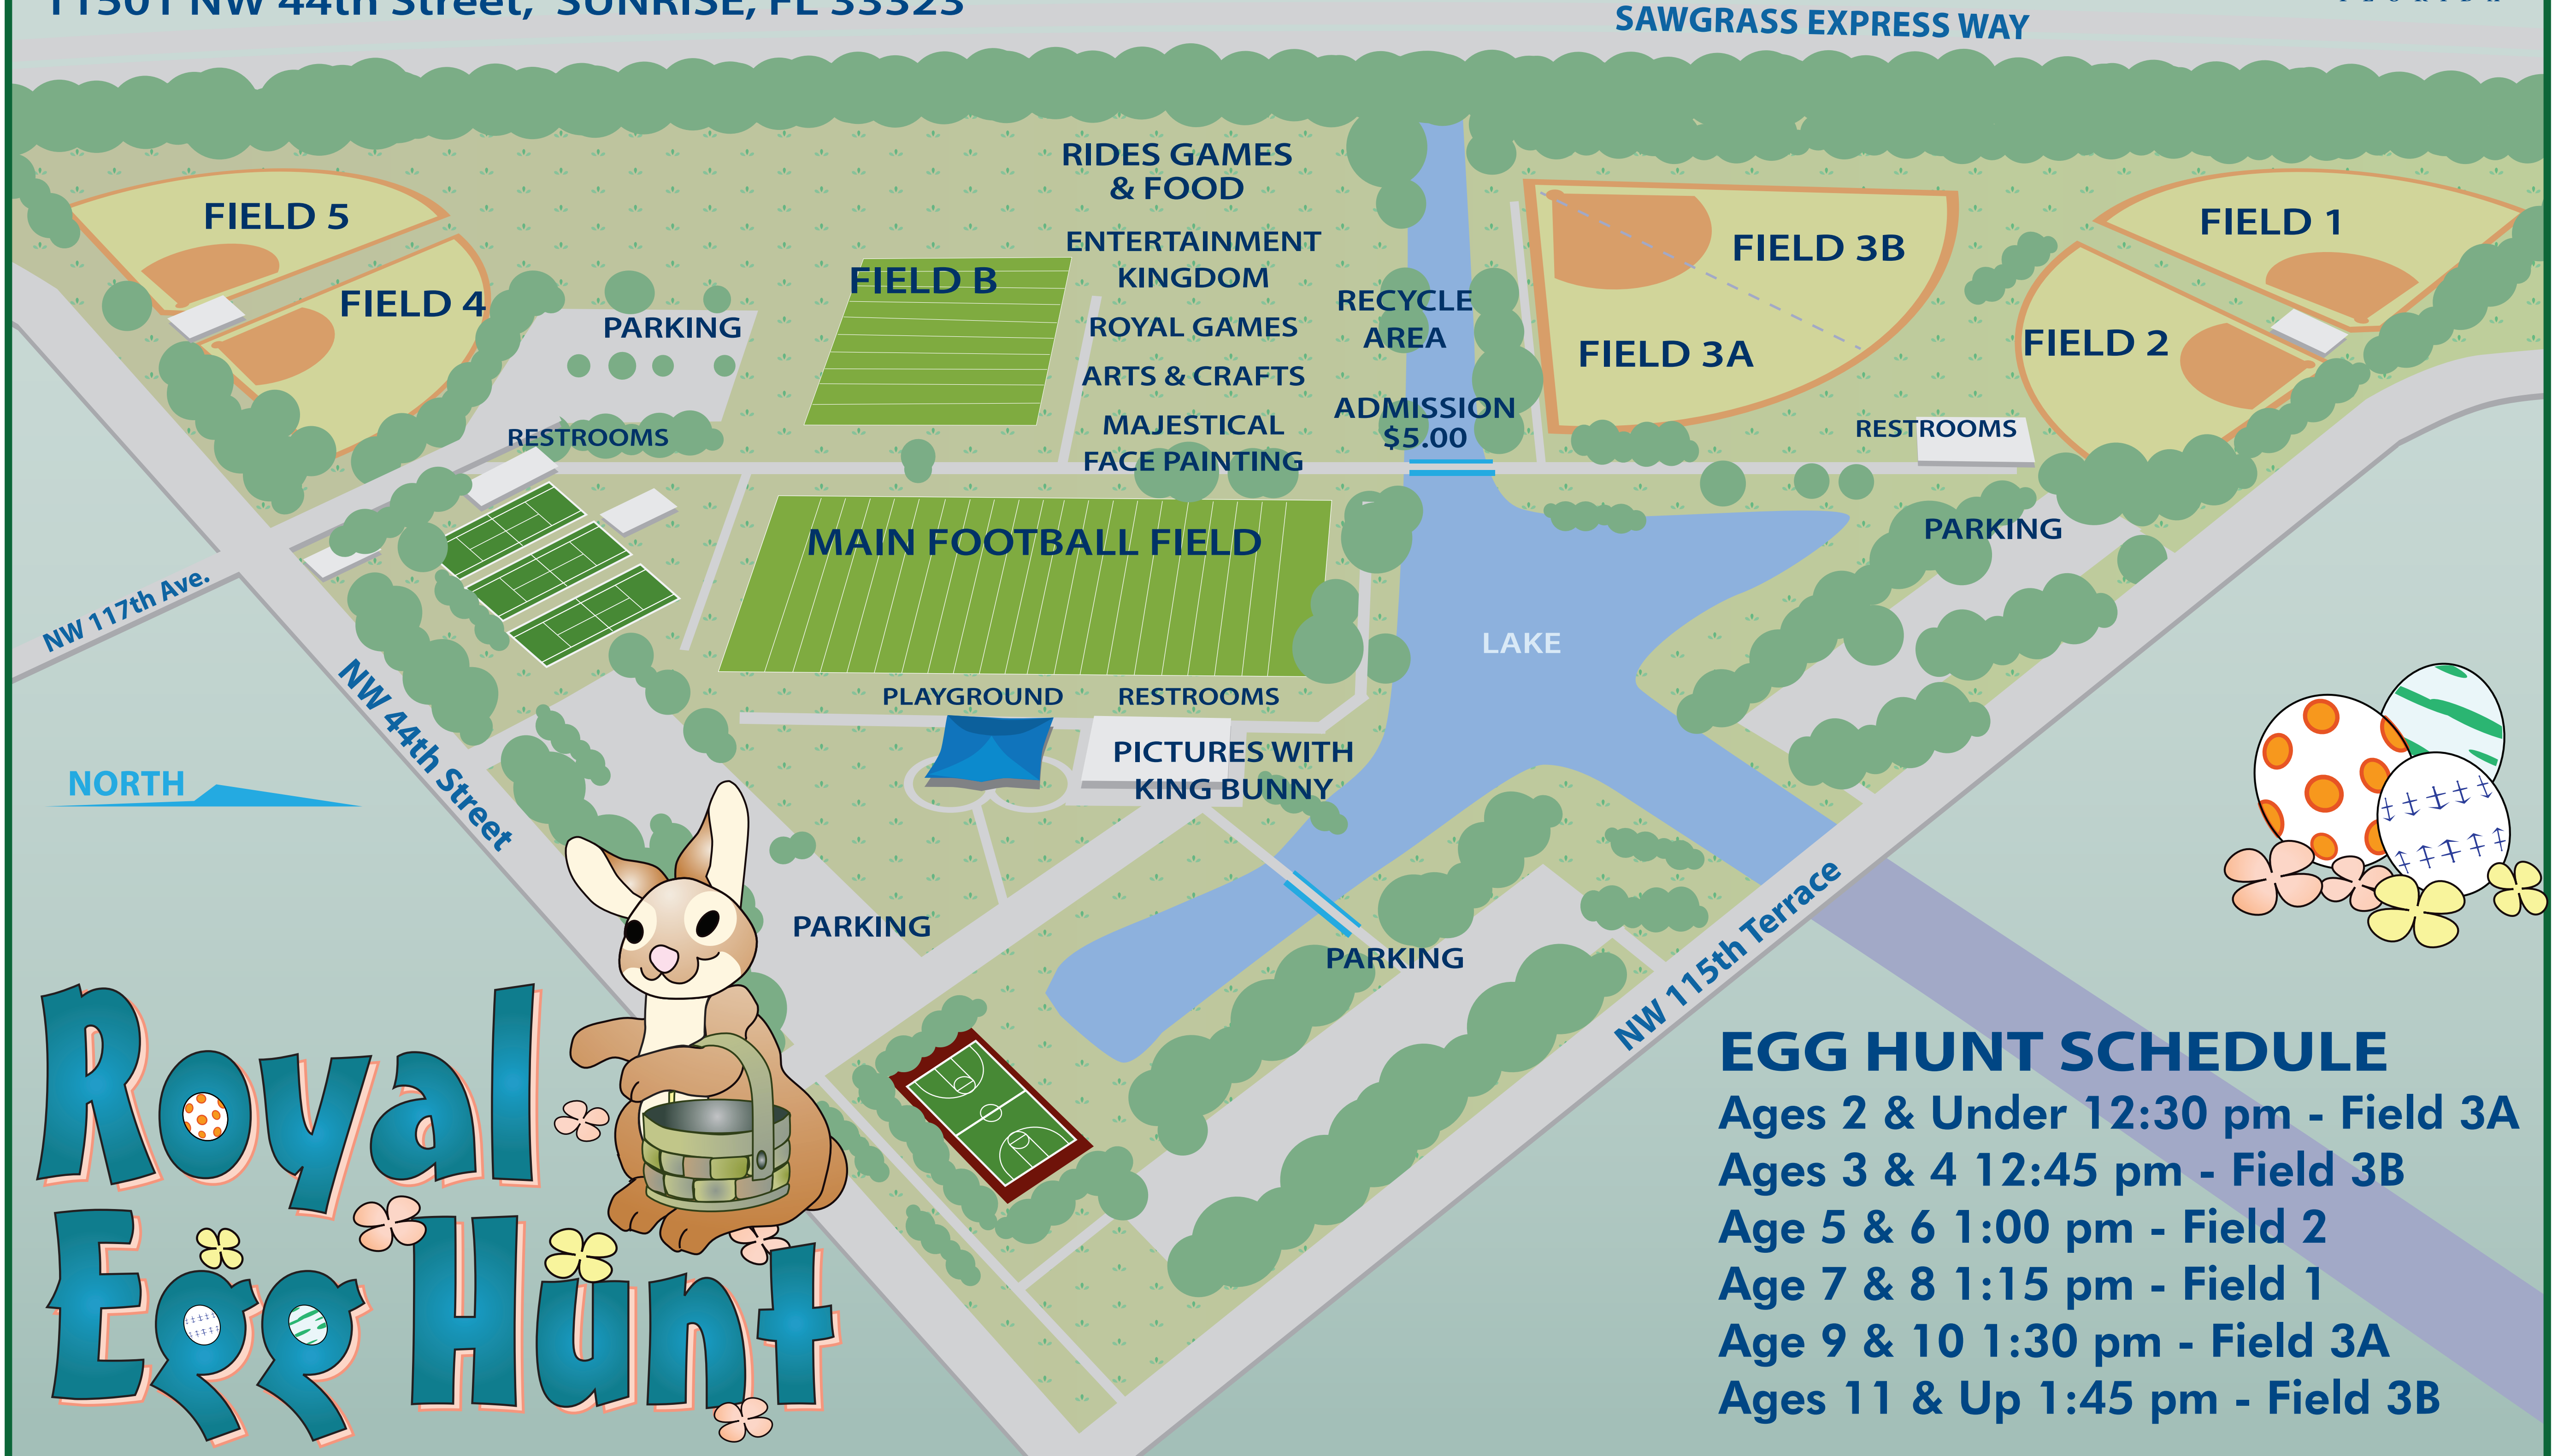 11501 NW 44th Street, SUNRISE, FL 33323
SAWGRASS EXPRESS WAY
RIDES GAMES
& FOOD
ENTERTAINMENT
KINGDOM
ROYAL GAMES
ARTS & CRAFTS
MAJESTICAL
FACE PAINTING
FIELD 5
FIELD 4
PARKING
RESTROOMS
FIELD B
RECYCLE
AREA
ADMISSION
$5.00
FIELD 3B
FIELD 3A
FIELD 1
FIELD 2
RESTROOMS
PARKING
MAIN FOOTBALL FIELD
LAKE
NW 117th Ave.
NW 44th Street
NORTH
PLAYGROUND
RESTROOMS
PICTURES WITH
KING BUNNY
PARKING
PARKING
NW 115th Terrace
Royal
Egg Hunt
EGG HUNT SCHEDULE
Ages 2 & Under 12:30 pm - Field 3A
Ages 3 & 4 12:45 pm - Field 3B
Age 5 & 6 1:00 pm - Field 2
Age 7 & 8 1:15 pm - Field 1
Age 9 & 10 1:30 pm - Field 3A
Ages 11 & Up 1:45 pm - Field 3B